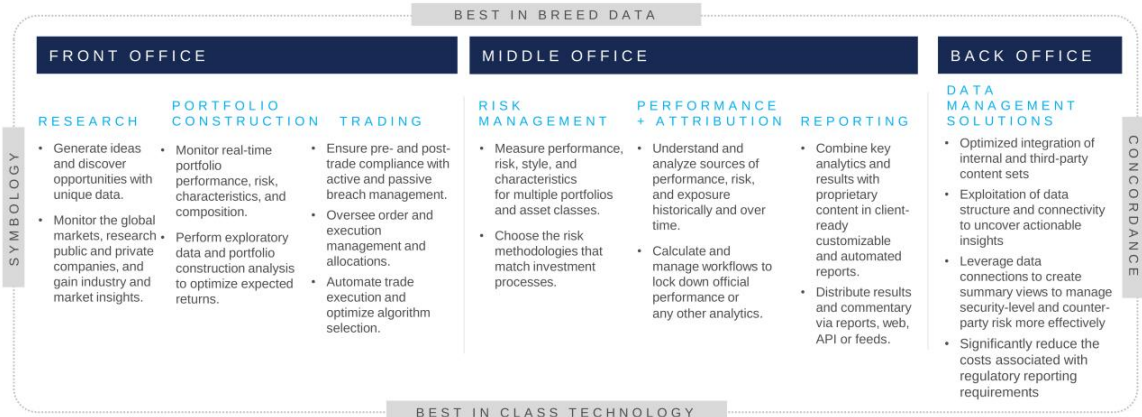 BEST IN BREED DATA
FRONT OFFICE
MIDDLE OFFICE
BACK OFFICE
SYMBOLOGY
RESEARCH
• Generate ideas
and discover
opportunities with
unique data.
• Monitor the global
markets, research
public and private
companies, and
gain industry and
market insights.
PORTFOLIO
CONSTRUCTION
• Monitor real-time
portfolio
performance, risk,
characteristics, and
composition.
• Perform exploratory
data and portfolio
construction analysis
to optimize expected
returns.
TRADING
• Ensure pre- and post-
trade compliance with
active and passive
breach management.
• Oversee order and
execution
management and
allocations.
• Automate trade
execution and
optimize algorithm
selection.
RISK
MANAGEMENT
• Measure performance,
risk, style, and
characteristics
for multiple portfolios
and asset classes.
• Choose the risk
methodologies that
match investment
processes.
PERFORMANCE
+ ATTRIBUTION
• Understand and
analyze sources of
performance, risk,
and exposure
historically and over
time.
• Calculate and
manage workflows to
lock down official
performance or
any other analytics.
REPORTING
• Combine key
analytics and
results with
proprietary
content in client-
ready
customizable
and automated
reports.
• Distribute results
and commentary
via reports, web,
API or feeds.
DATA
MANAGEMENT
SOLUTIONS
• Optimized integration of
internal and third-party
content sets
• Exploitation of data
structure and connectivity
to uncover actionable
insights
• Leverage data
connections to create
summary views to manage
security-level and counter-
party risk more effectively
• Significantly reduce the
costs associated with
regulatory reporting
requirements
CONCORDANCE
BEST IN CLASS TECHNOLOGY